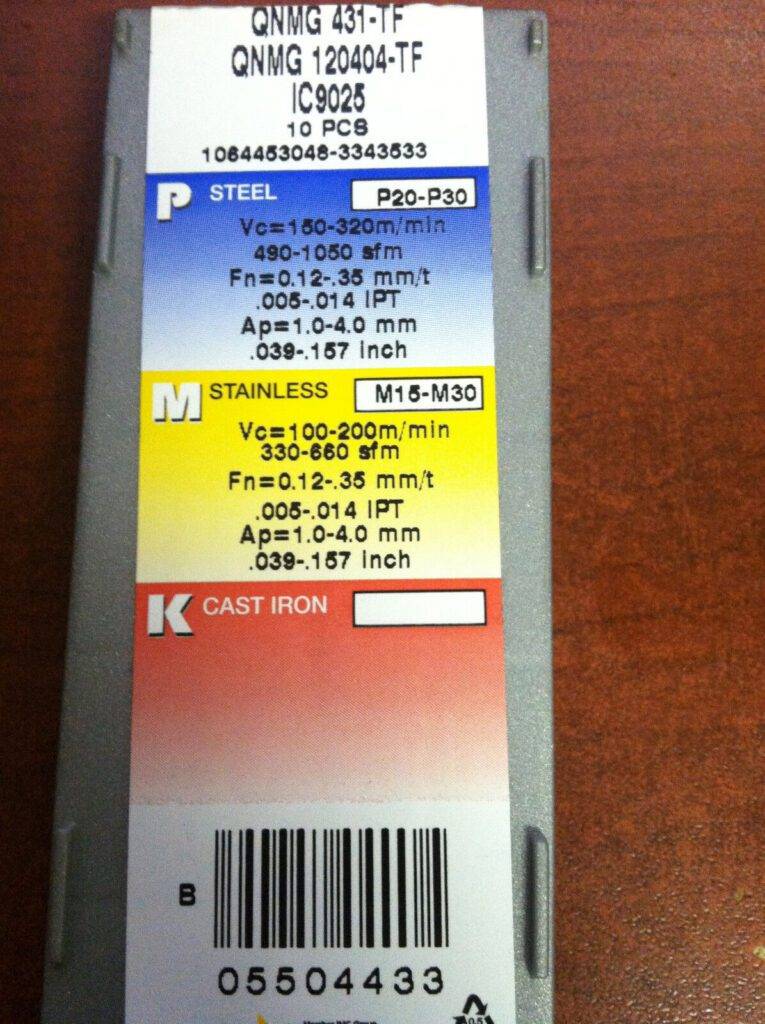 QNMG 431-TF
QNMG 120404-TF
IC9025
10 PCS
1064453048-3343533
P STEEL P20-P30
Vc=150-320m/min
490-1050 sfm
Fn=0.12-.35 mm/t
.005-.014 IPT
Ap=1.0-4.0 mm
.039-.157 inch
M STAINLESS M15-M30
Vc=100-200m/min
330-660 sfm
Fn=0.12-.35 mm/t
.005-.014 IPT
Ap=1.0-4.0 mm
.039-.157 inch
K CAST IRON
B
05504433
Member IMC Group